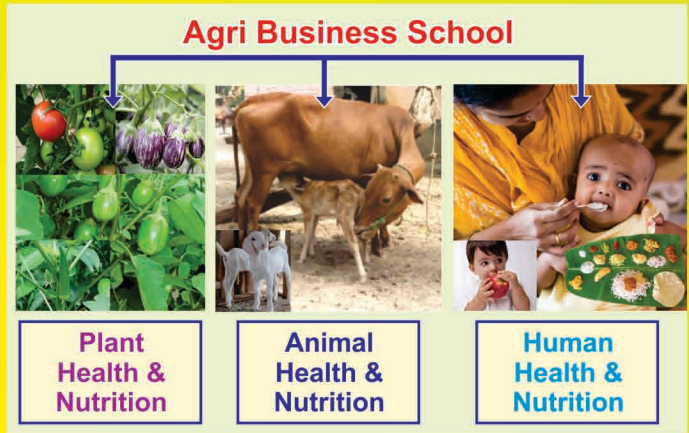 Agri Business School
Plant
Health &
Nutrition
Animal
Health &
Nutrition
Human
Health &
Nutrition